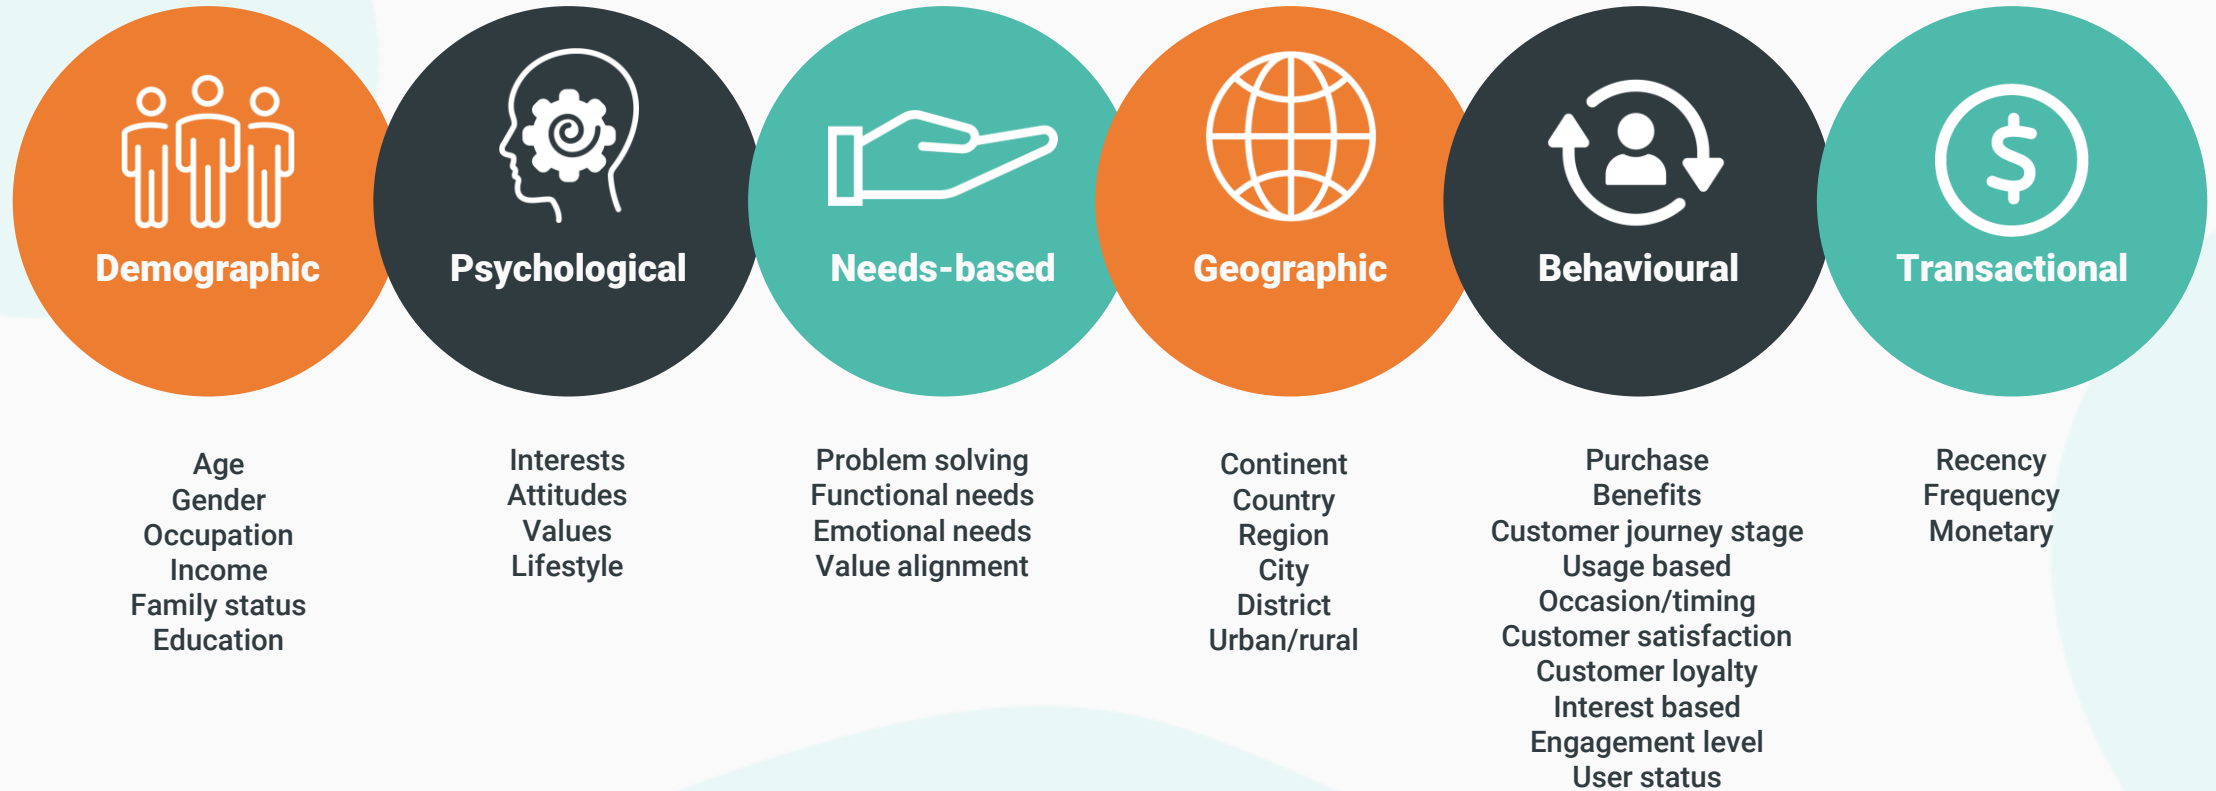 Demographic
Psychological
Needs-based
Geographic
Behavioural
Transactional
Age
Gender
Occupation
Income
Family status
Education
Interests
Attitudes
Values
Lifestyle
Problem solving
Functional needs
Emotional needs
Value alignment
Continent
Country
Region
City
District
Urban/rural
Purchase
Benefits
Customer journey stage
Usage based
Occasion/timing
Customer satisfaction
Customer loyalty
Interest based
Engagement level
User status
Recency
Frequency
Monetary